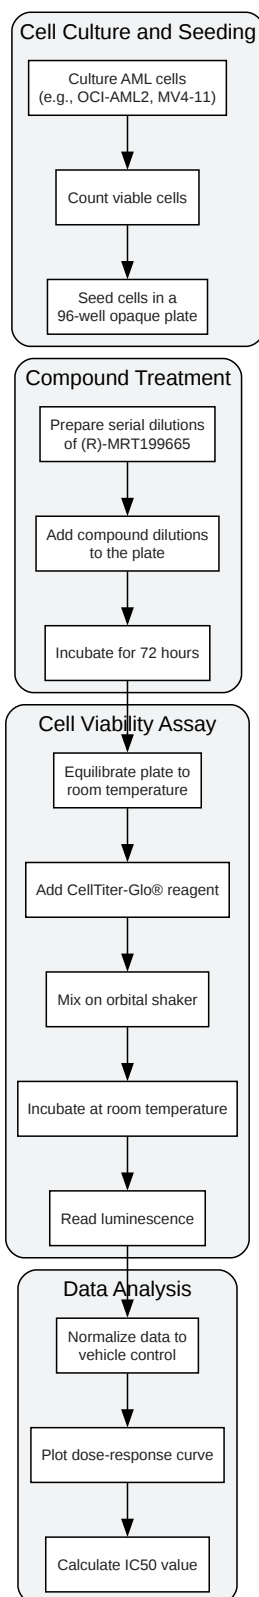 Cell Culture and Seeding
Culture AML cells
(e.g., OCI-AML2, MV4-11)
Count viable cells
Seed cells in a
96-well opaque plate
Compound Treatment
Prepare serial dilutions
of (R)-MRT199665
Add compound dilutions
to the plate
Incubate for 72 hours
Cell Viability Assay
Equilibrate plate to
room temperature
Add CellTiter-Glo® reagent
Mix on orbital shaker
Incubate at room temperature
Read luminescence
Data Analysis
Normalize data to
vehicle control
Plot dose-response curve
Calculate IC50 value